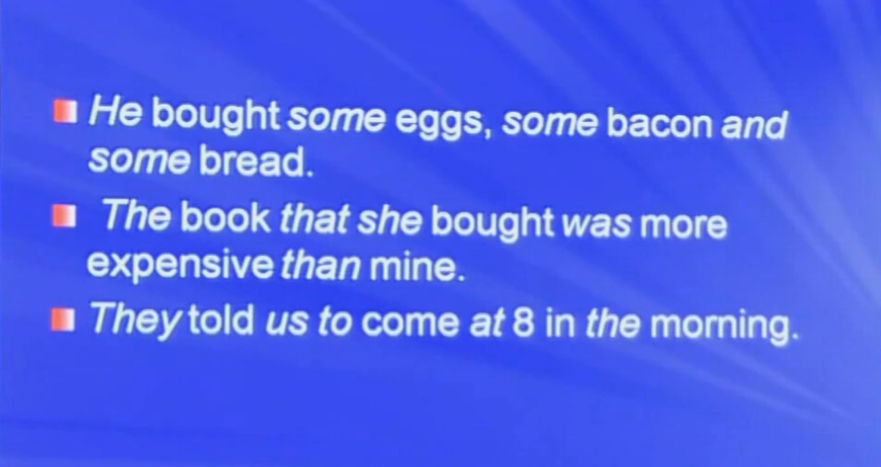 He bought some eggs, some bacon and
some bread.
The book that she bought was more
expensive than mine.
They told us to come at 8 in the morning.